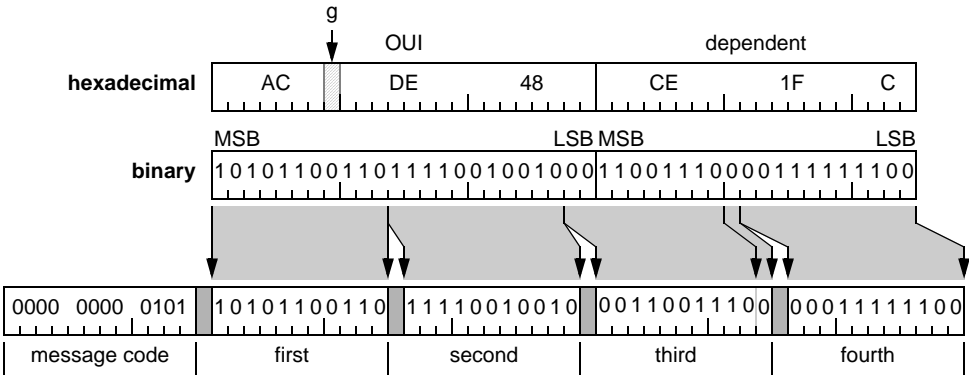 g
OUI dependent
hexadecimal AC DE 48 CE 1F C
MSB LSB MSB LSB
binary 101011001101111001001000 11001110000111111100
0000 0000 0101 10101100110 11110010010 00110011100 00011111100
message code first second third fourth